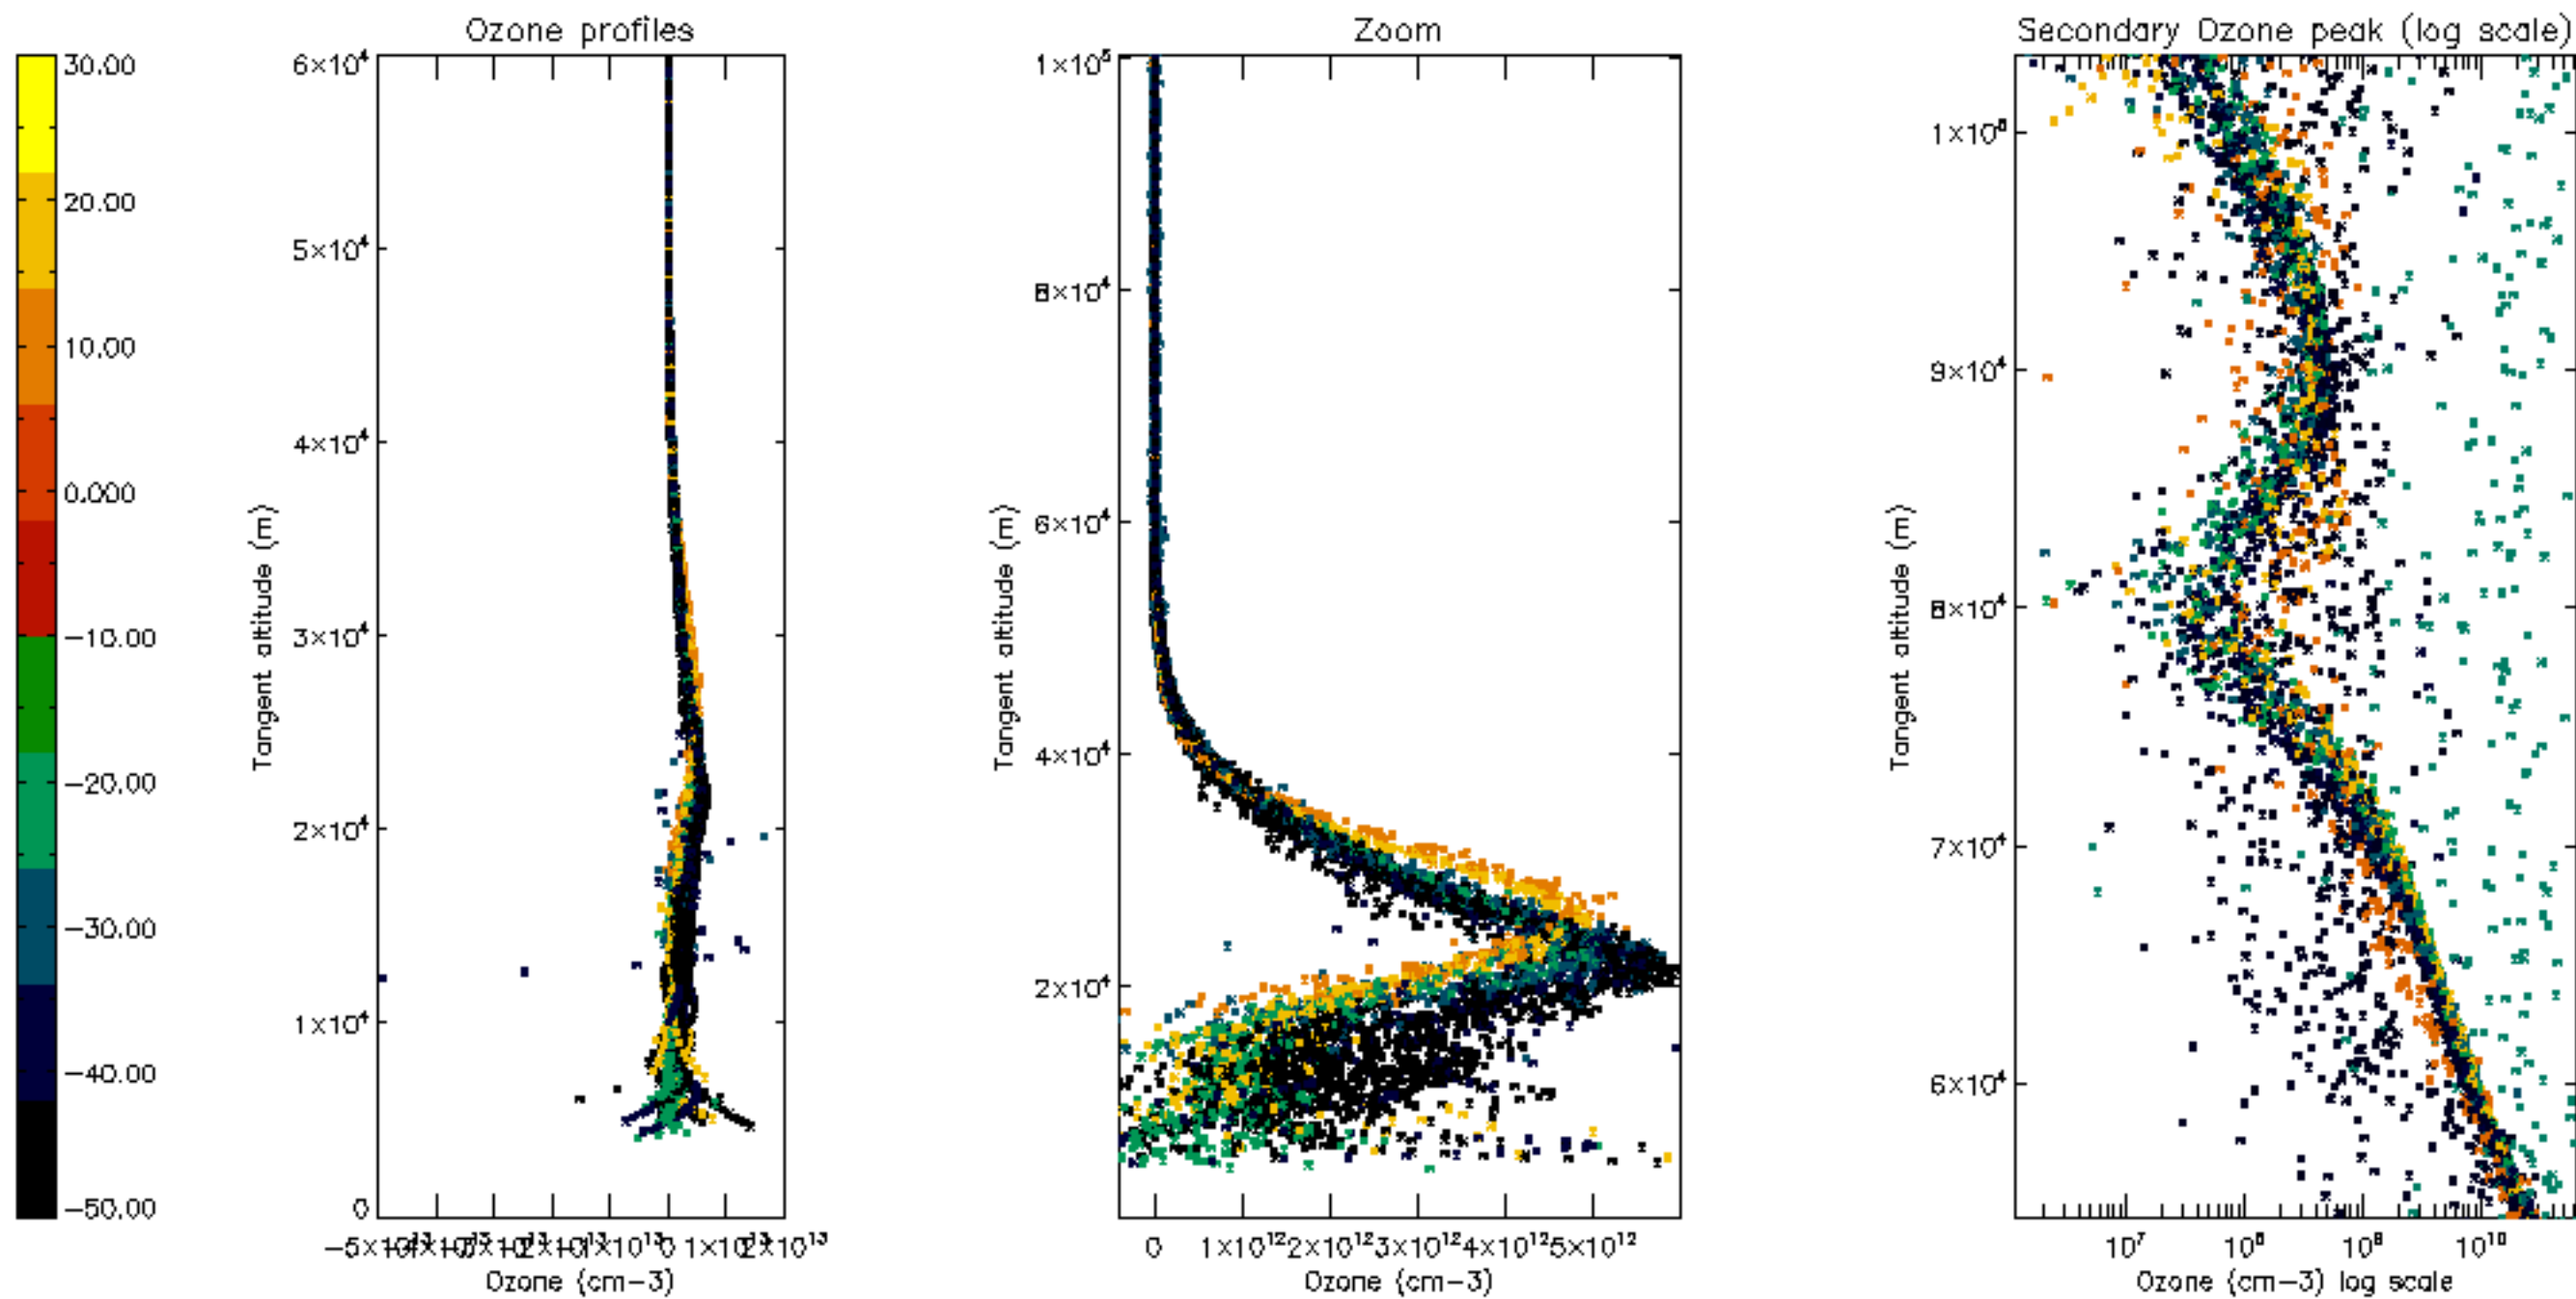 Ozone profiles
Zoom
Secondary Ozone peak (log scale)
30.00
20.00
10.00
0.000
−10.00
−20.00
−30.00
−40.00
−50.00
6×10⁴
5×10⁴
4×10⁴
3×10⁴
2×10⁴
1×10⁴
0
Tangent altitude (m)
0 1×10¹³ 2×10¹³
Ozone (cm−3)
1×10⁵
8×10⁴
6×10⁴
4×10⁴
2×10⁴
Tangent altitude (m)
0 1×10¹² 2×10¹² 3×10¹² 4×10¹² 5×10¹²
Ozone (cm−3)
9×10⁴
8×10⁴
7×10⁴
6×10⁴
Tangent altitude (m)
10⁷ 10⁸ 10⁹ 10¹⁰
Ozone (cm−3) log scale